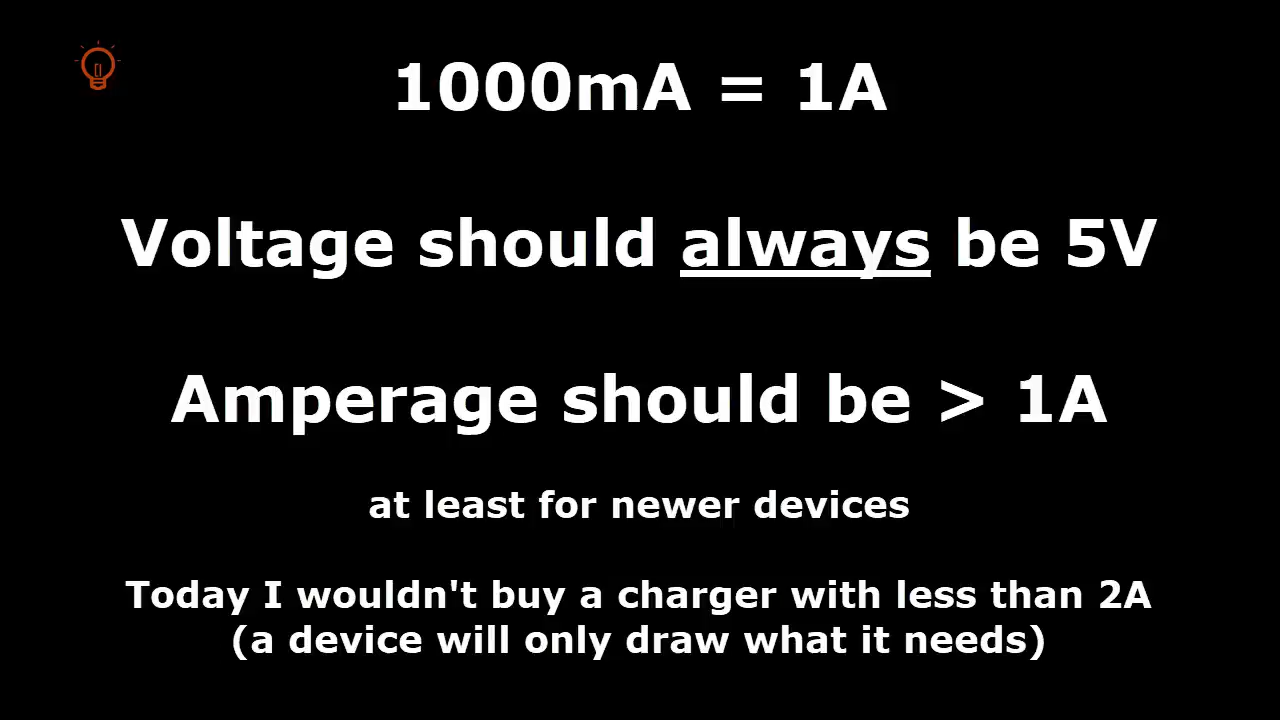 1000mA = 1A
Voltage should always be 5V
Amperage should be > 1A
at least for newer devices
Today I wouldn't buy a charger with less than 2A
(a device will only draw what it needs)